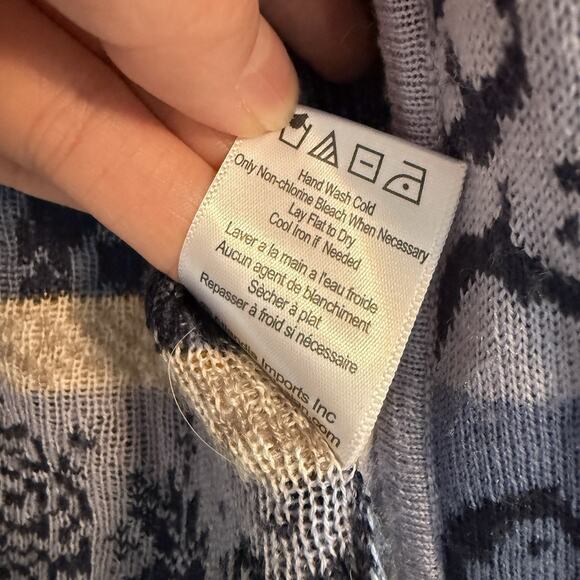 Hand Wash Cold
Only Non-chlorine Bleach When Necessary
Lay Flat to Dry
Cool Iron if Needed
Laver a la main a l'eau froide
Aucun agent de blanchiment
Sècher à plat
Repasser à froid si nécessaire
Imports Inc
.com